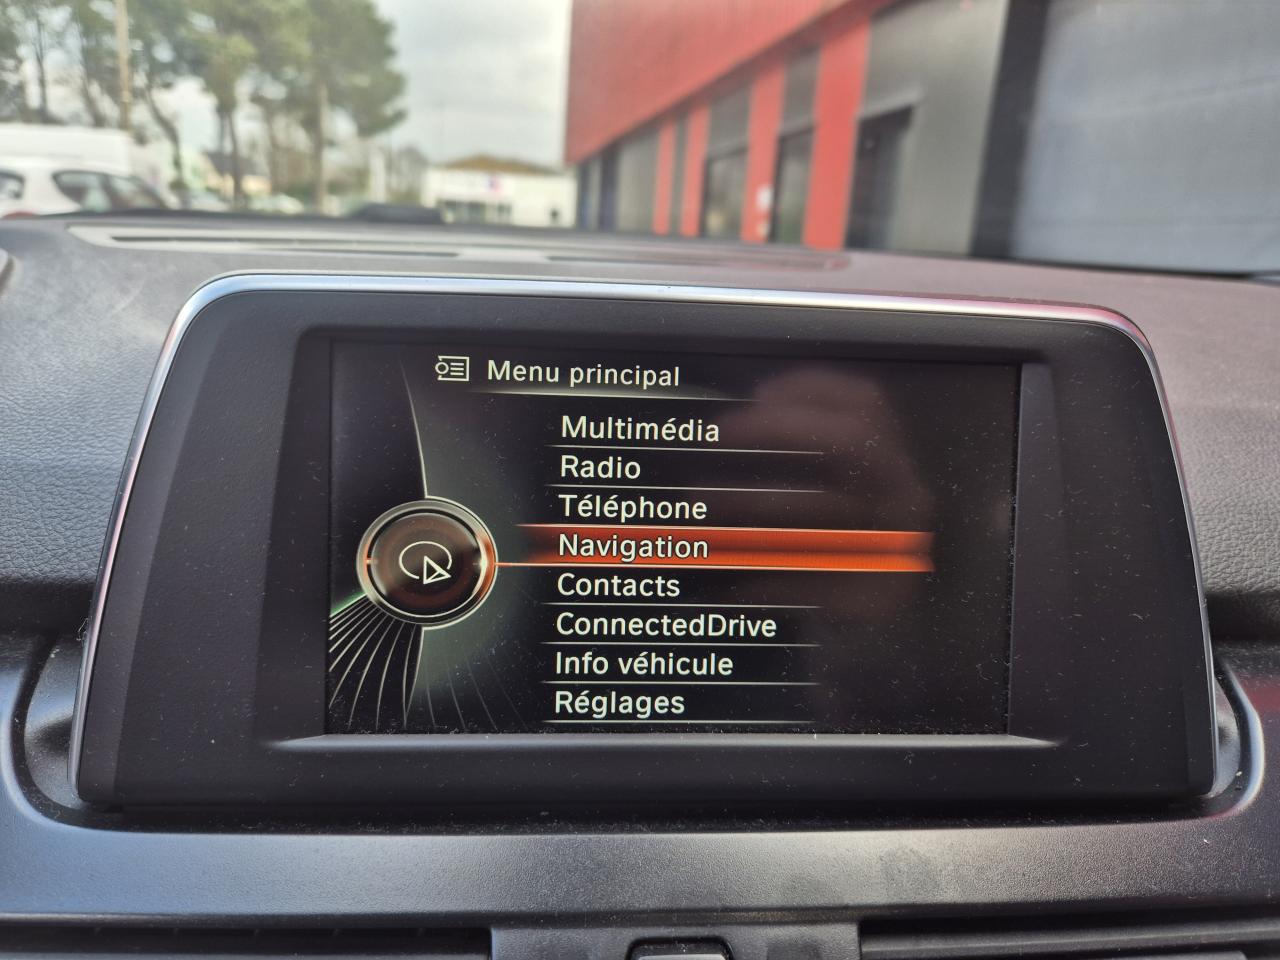 Menu principal
Multimédia
Radio
Téléphone
Navigation
Contacts
ConnectedDrive
Info véhicule
Réglages